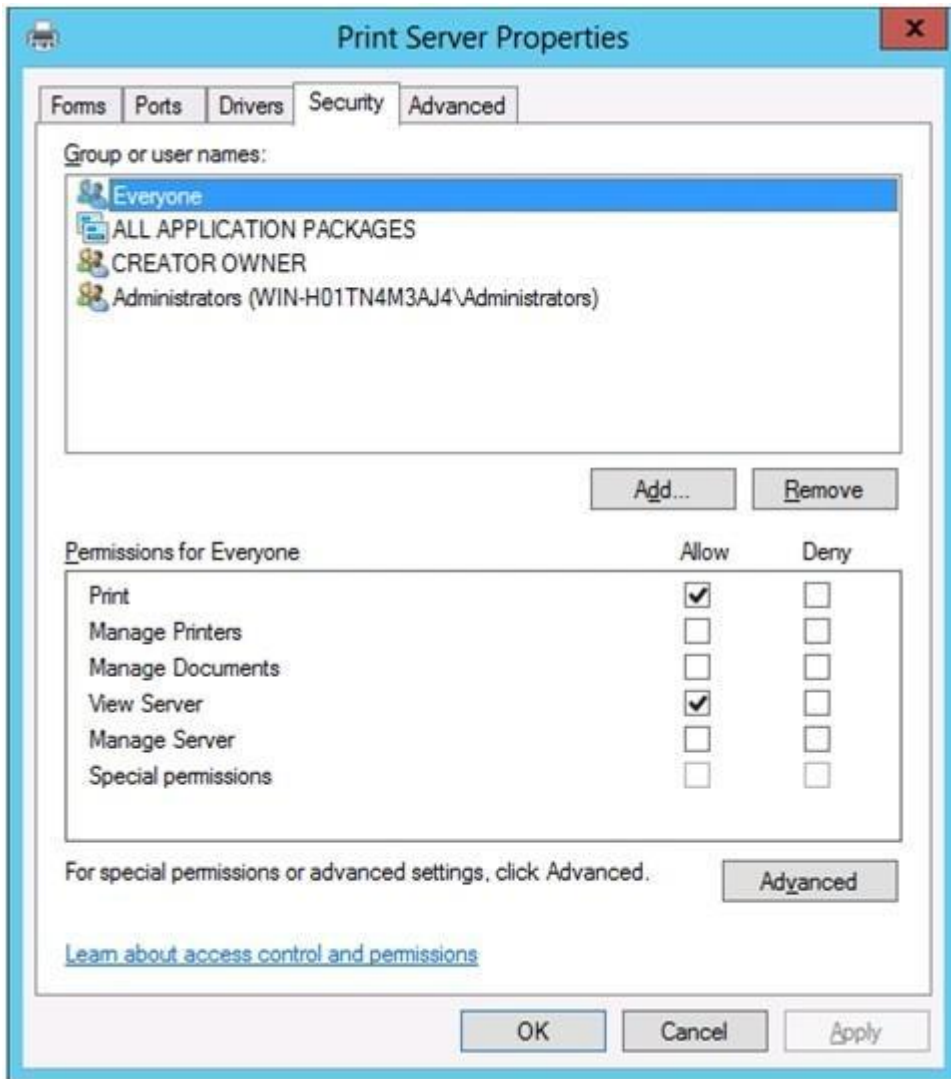 Print Server Properties
x
Forms Ports Drivers Security Advanced
Group or user names:
Everyone
ALL APPLICATION PACKAGES
CREATOR OWNER
Administrators (WIN-H01TN4M3AJ4\Administrators)
Add... Remove
Permissions for Everyone Allow Deny
Print
Manage Printers
Manage Documents
View Server
Manage Server
Special permissions
For special permissions or advanced settings, click Advanced. Advanced
Learn about access control and permissions
OK Cancel Apply